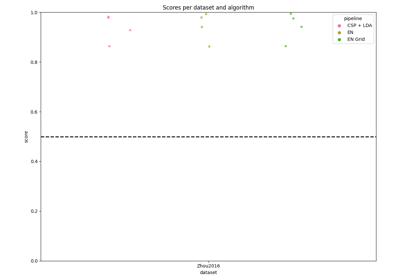 Scores per dataset and algorithm
1.0
0.8
0.6
0.4
0.2
0.0
score
pipeline
CSP + LDA
EN
EN Grid
Zhou2016
dataset